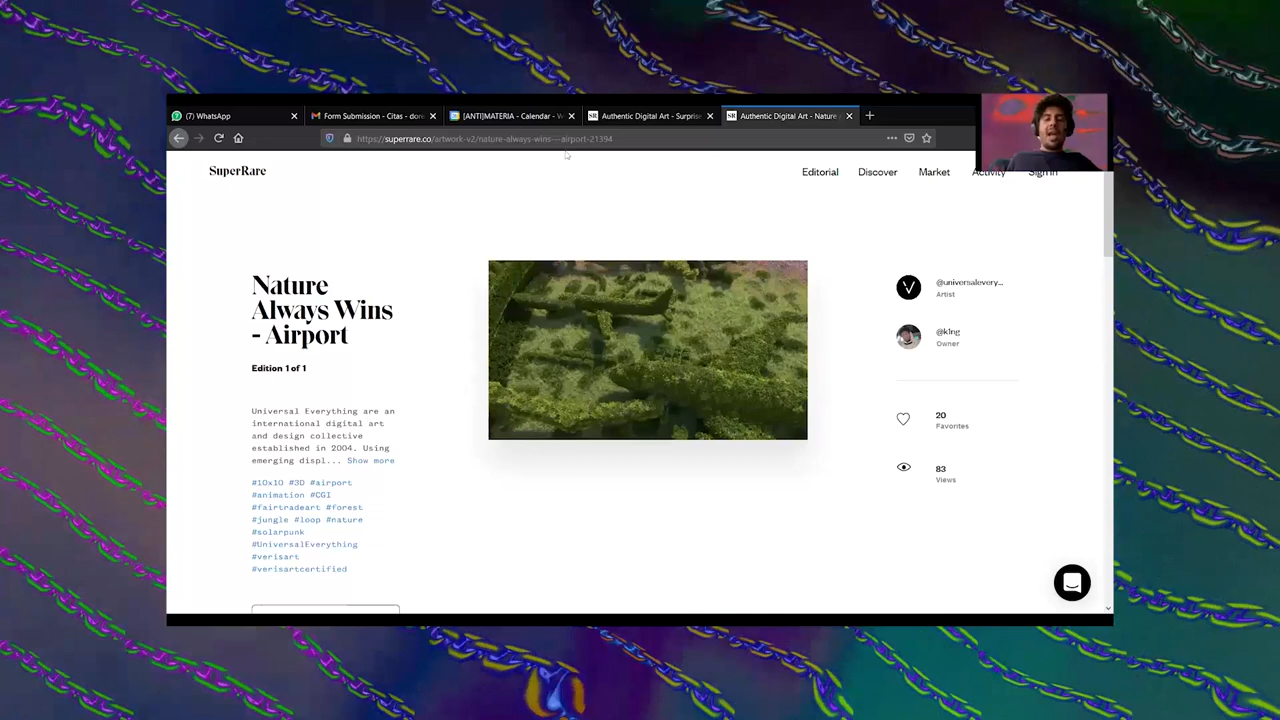 (7) WhatsApp
Form Submission - Citas - dor
[ANTI]MATERIA - Calendar - W
Authentic Digital Art - Surprise
Authentic Digital Art - Nature
https://superrare.co/artwork-v2/nature-always-wins---airport-21394
SuperRare
Editorial
Discover
Market
Activity
Sign in
Nature
Always Wins
- Airport
Edition 1 of 1
Universal Everything are an
international digital art
and design collective
established in 2004. Using
emerging displ... Show more
#10x10 #3D #airport
#animation #CGI
#fairtradeart #forest
#jungle #loop #nature
#solarpunk
#UniversalEverything
#verisart
#verisartcertified
@universalevery...
Artist
@k1ng
Owner
20
Favorites
83
Views